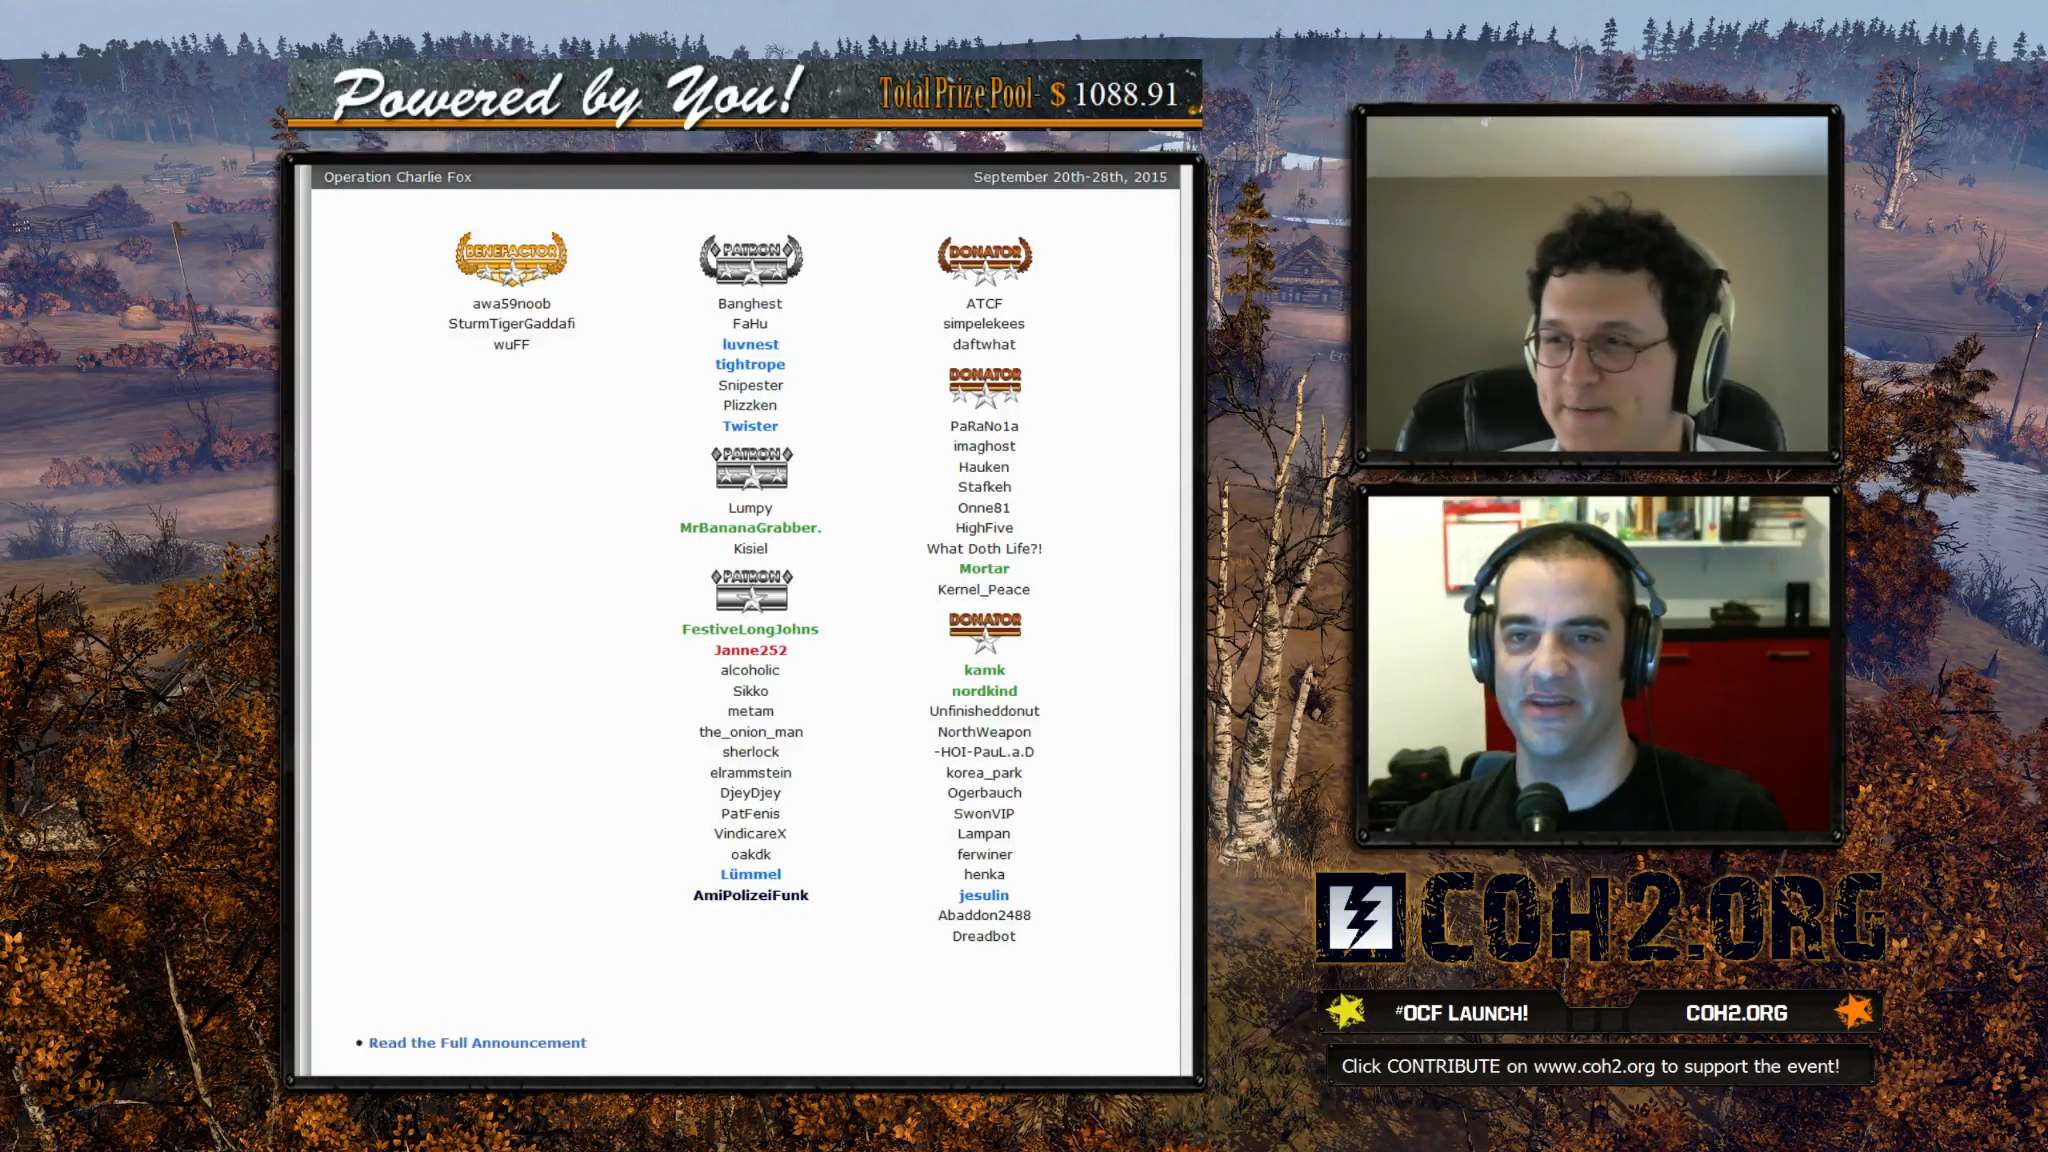 Powered by You!
Total Prize Pool- $ 1088.91
Operation Charlie Fox
September 20th-28th, 2015
BENEFACTOR
awa59noob
SturmTigerGaddafi
wuFF
PATRON
Banghest
FaHu
luvnest
tightrope
Snipester
Plizzken
Twister
PATRON
Lumpy
MrBananaGrabber.
Kisiel
PATRON
FestiveLongJohns
Janne252
alcoholic
Sikko
metam
the_onion_man
sherlock
elrammstein
DjeyDjey
PatFenis
VindicareX
oakdk
Lümmel
AmiPolizeiFunk
DONATOR
ATCF
simpelekees
daftwhat
DONATOR
PaRaNo1a
imaghost
Hauken
Stafkeh
Onne81
HighFive
What Doth Life?!
Mortar
Kernel_Peace
DONATOR
kamk
nordkind
Unfinisheddonut
NorthWeapon
-HOI-PauL.a.D
korea_park
Ogerbauch
SwonVIP
Lampan
ferwiner
henka
jesulin
Abaddon2488
Dreadbot
• Read the Full Announcement
COH2.ORG
#OCF LAUNCH!
COH2.ORG
Click CONTRIBUTE on www.coh2.org to support the event!